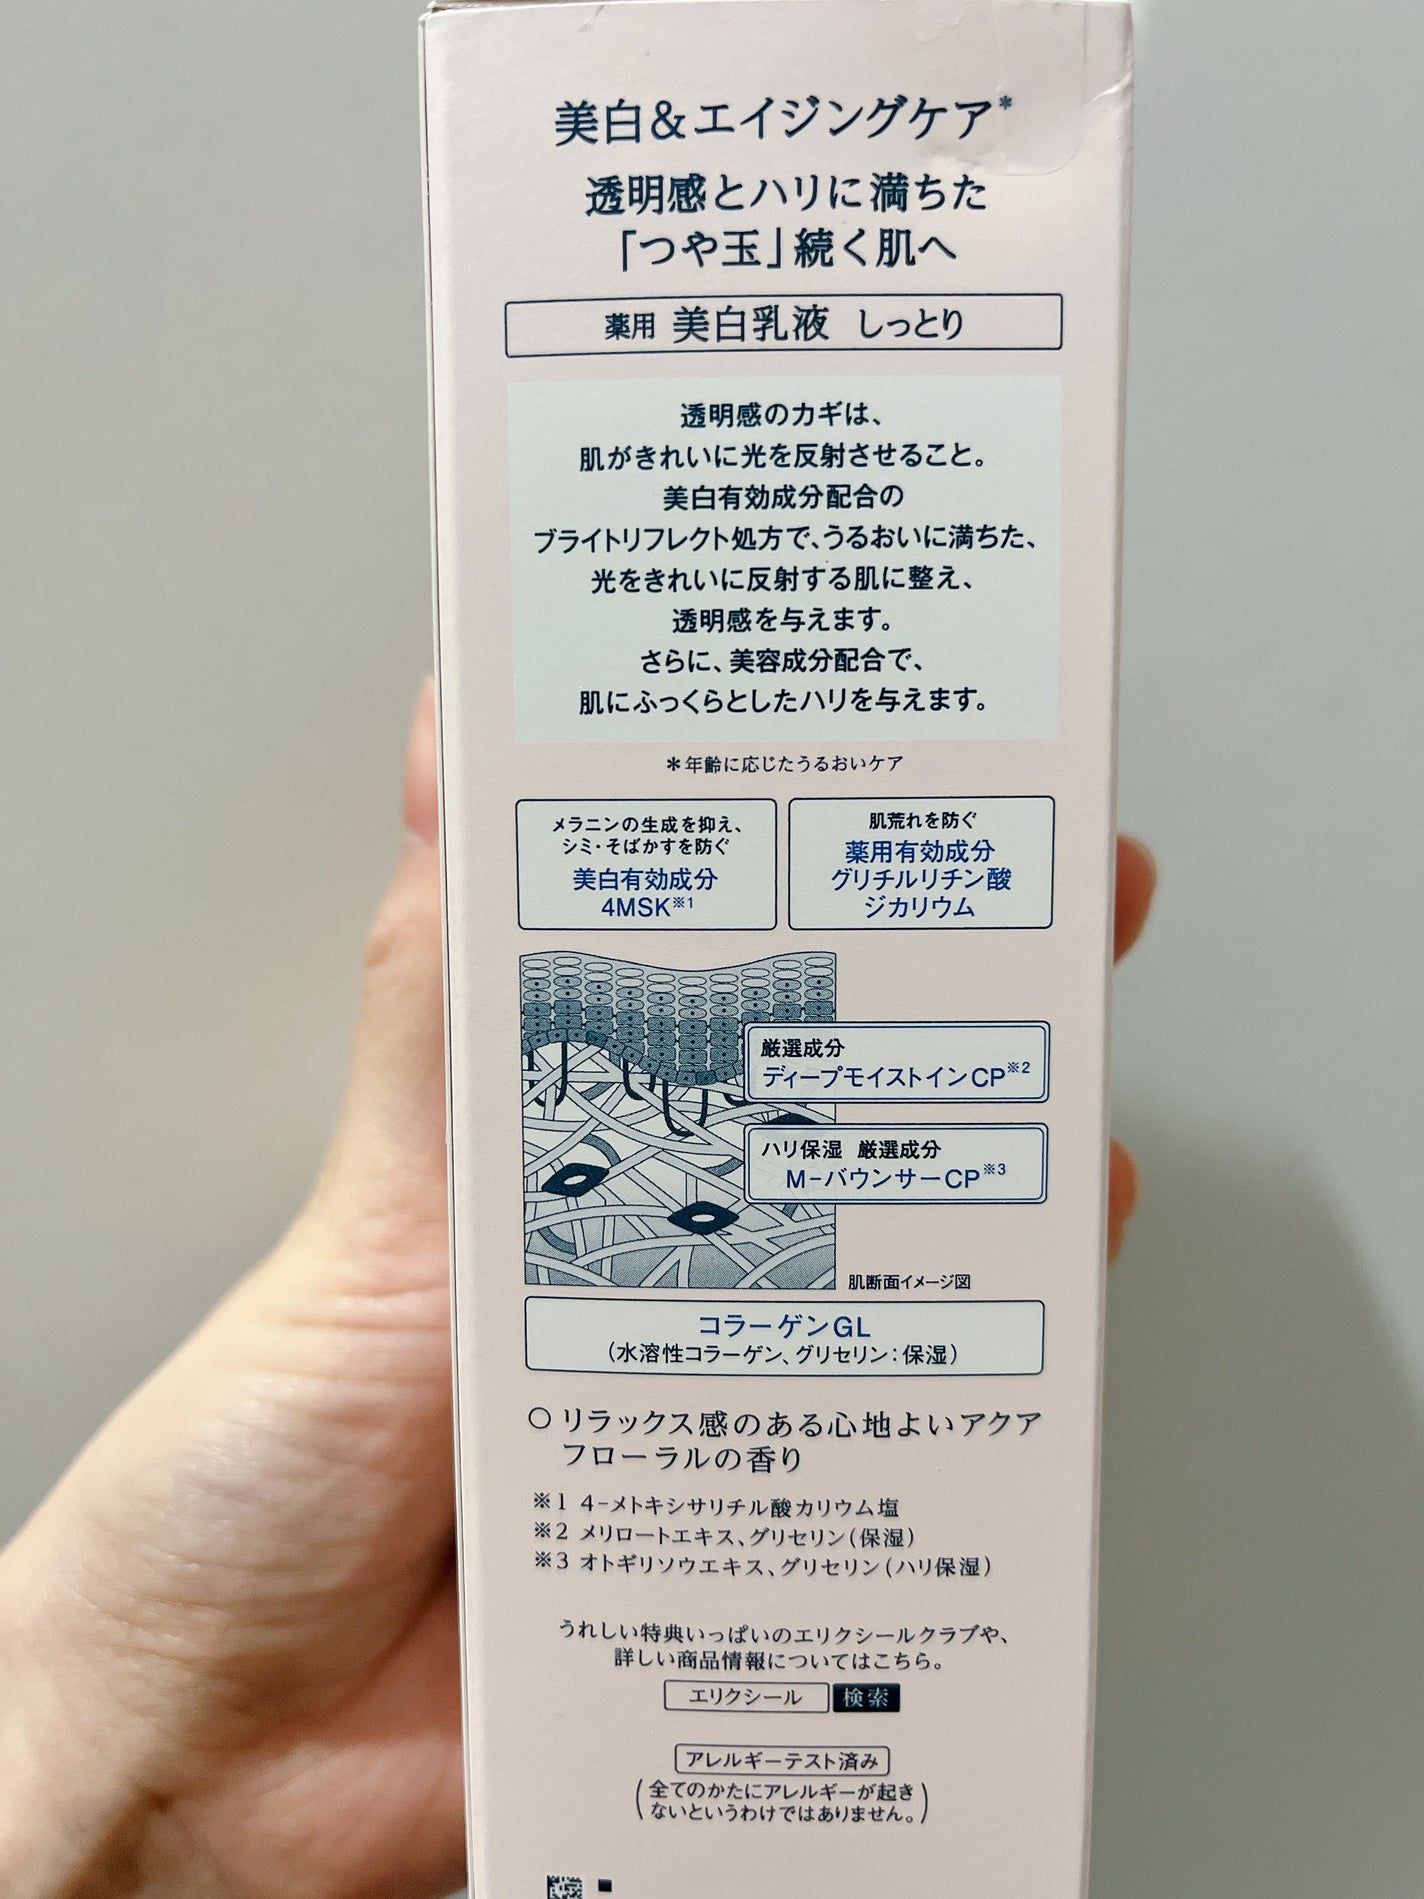 美白&エイジングケア*
透明感とハリに満ちた
「つや玉」続く肌へ
薬用 美白乳液 しっとり
透明感のカギは、
肌がきれいに光を反射させること。
美白有効成分配合の
ブライトリフレクト処方で、うるおいに満ちた、
光をきれいに反射する肌に整え、
透明感を与えます。
さらに、美容成分配合で、
肌にふっくらとしたハリを与えます。
*年齢に応じたうるおいケア
メラニンの生成を抑え、
シミ・そばかすを防ぐ
美白有効成分
4MSK※1
肌荒れを防ぐ
薬用有効成分
グリチルリチン酸
ジカリウム
厳選成分
ディープモイストインCP※2
ハリ保湿 厳選成分
M-バウンサーCP※3
肌断面イメージ図
コラーゲンGL
(水溶性コラーゲン、グリセリン:保湿)
○リラックス感のある心地よいアクア
フローラルの香り
※1 4-メトキシサリチル酸カリウム塩
※2 メリロートエキス、グリセリン(保湿)
※3 オトギリソウエキス、グリセリン(ハリ保湿)
うれしい特典いっぱいのエリクシールクラブや、
詳しい商品情報についてはこちら。
エリクシール 検索
アレルギーテスト済み
(全てのかたにアレルギーが起き
ないというわけではありません。)